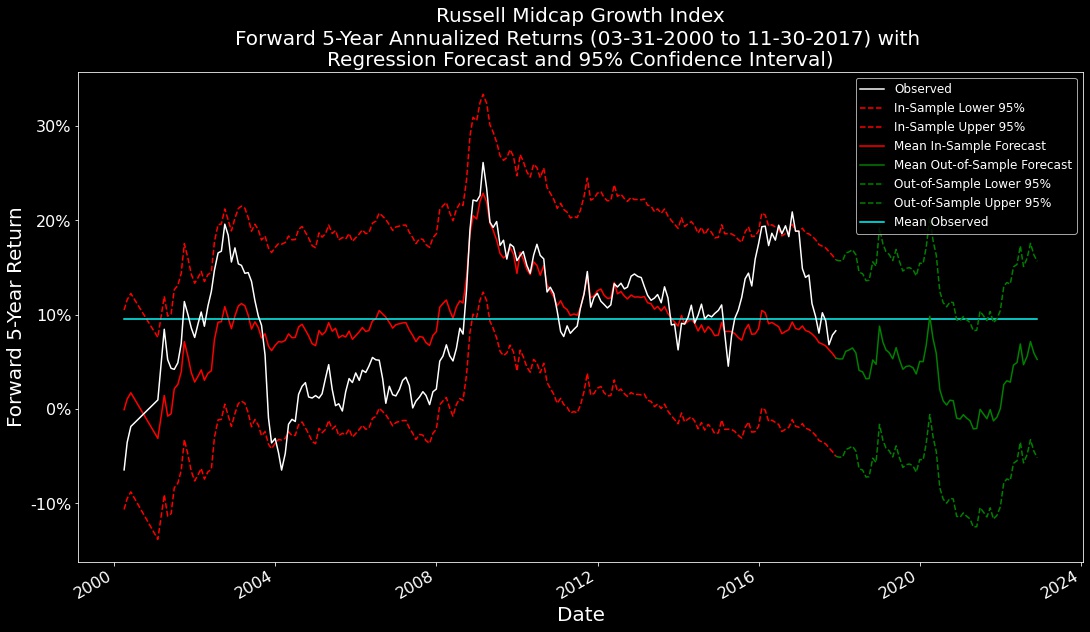 Russell Midcap Growth Index
Forward 5-Year Annualized Returns (03-31-2000 to 11-30-2017) with
Regression Forecast and 95% Confidence Interval)
Observed
In-Sample Lower 95%
In-Sample Upper 95%
Mean In-Sample Forecast
Mean Out-of-Sample Forecast
Out-of-Sample Lower 95%
Out-of-Sample Upper 95%
Mean Observed
Forward 5-Year Return
30%
20%
10%
0%
-10%
2000
2004
2008
2012
2016
2020
2024
Date